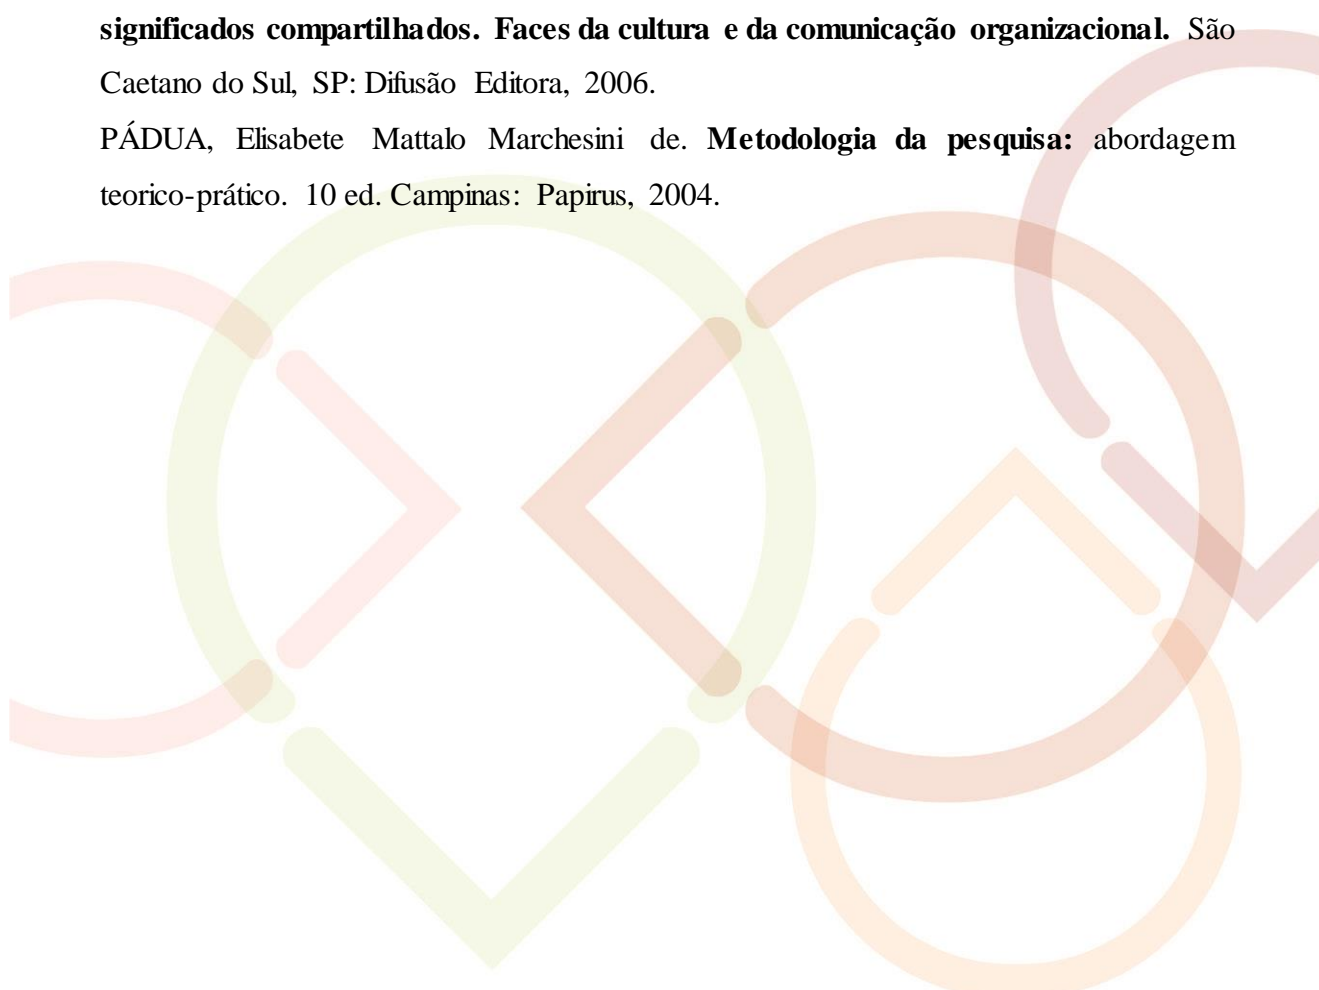 significados compartilhados. Faces da cultura e da comunicação organizacional. São
Caetano do Sul, SP: Difusão Editora, 2006.
PÁDUA, Elisabete Mattalo Marchesini de. Metodologia da pesquisa: abordagem
teorico-prático. 10 ed. Campinas: Papirus, 2004.